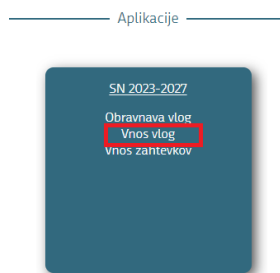 Aplikacije
SN 2023-2027
Obravnava vlog
Vnos vlog
Vnos zahtevkov